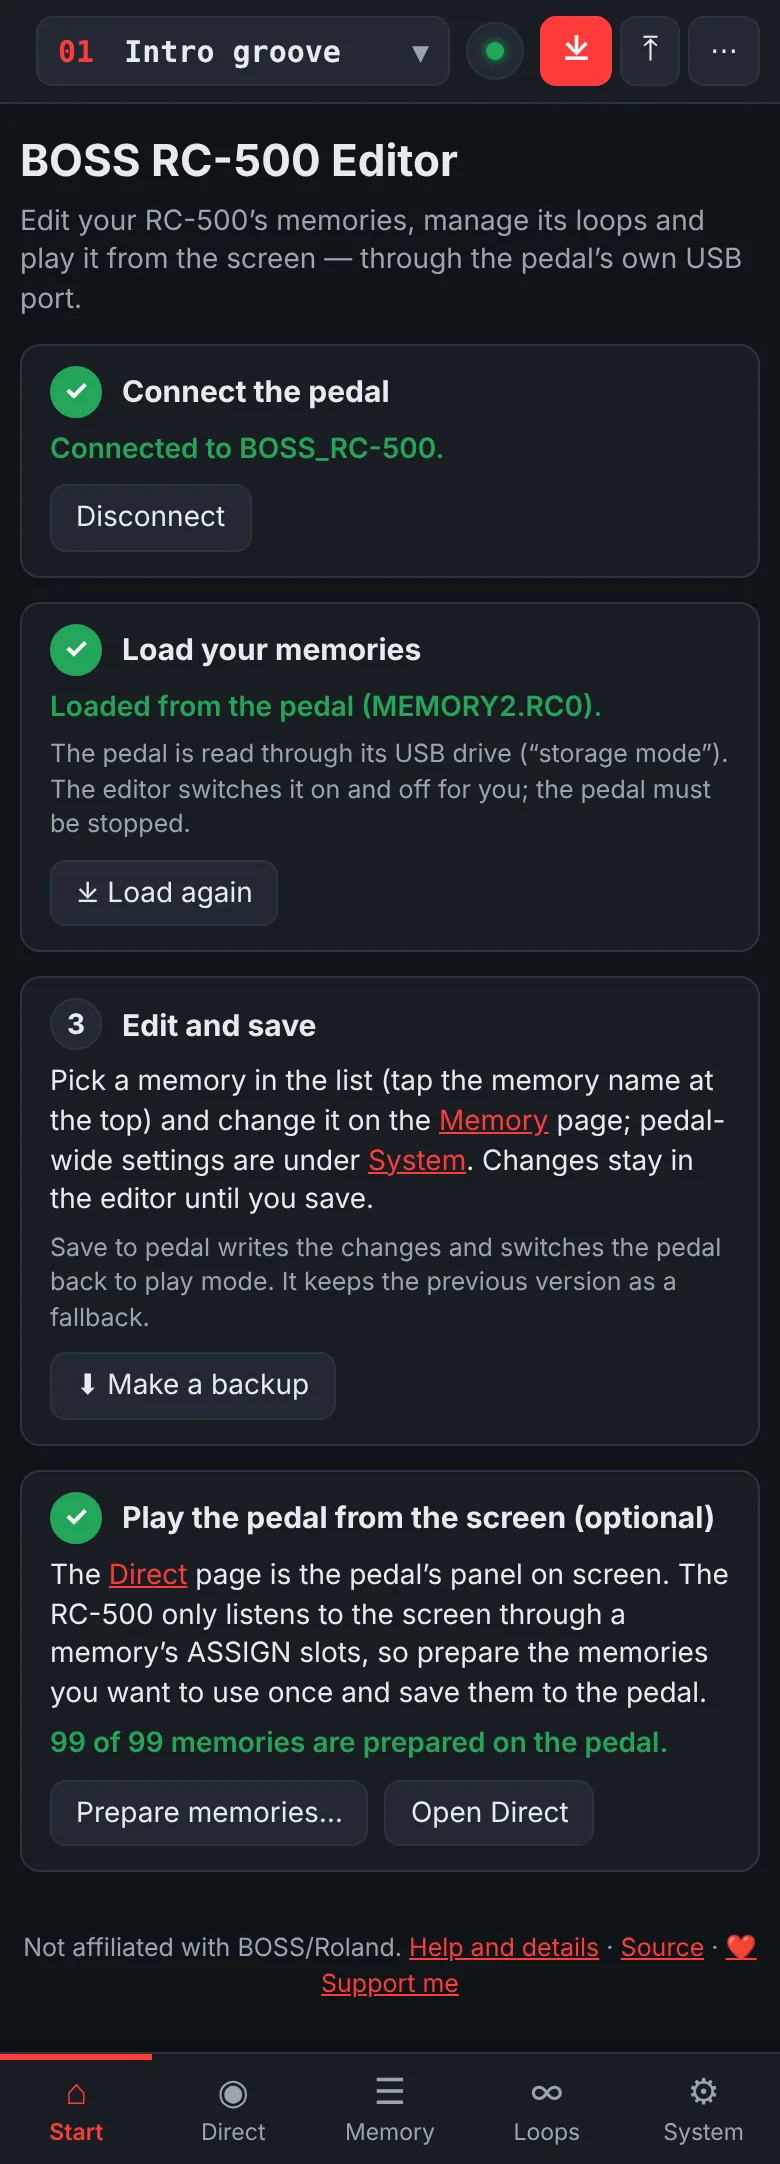 01 Intro groove ▼
BOSS RC-500 Editor
Edit your RC-500’s memories, manage its loops and
play it from the screen — through the pedal’s own USB
port.
Connect the pedal
Connected to BOSS_RC-500.
Disconnect
Load your memories
Loaded from the pedal (MEMORY2.RC0).
The pedal is read through its USB drive (“storage mode”).
The editor switches it on and off for you; the pedal must
be stopped.
Load again
3 Edit and save
Pick a memory in the list (tap the memory name at
the top) and change it on the Memory page; pedal-
wide settings are under System. Changes stay in
the editor until you save.
Save to pedal writes the changes and switches the pedal
back to play mode. It keeps the previous version as a
fallback.
⬇ Make a backup
Play the pedal from the screen (optional)
The Direct page is the pedal’s panel on screen. The
RC-500 only listens to the screen through a
memory’s ASSIGN slots, so prepare the memories
you want to use once and save them to the pedal.
99 of 99 memories are prepared on the pedal.
Prepare memories… Open Direct
Not affiliated with BOSS/Roland. Help and details · Source · ❤️
Support me
Start Direct Memory Loops System